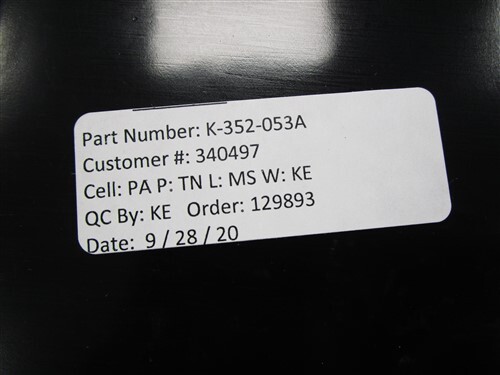 Part Number: K-352-053A
Customer #: 340497
Cell: PA P: TN L: MS W: KE
QC By: KE Order: 129893
Date: 9 / 28 / 20